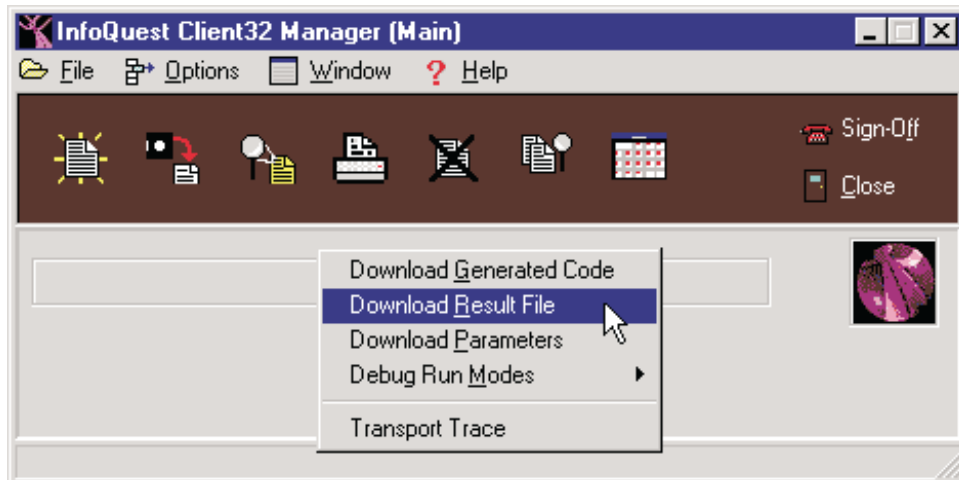 InfoQuest Client32 Manager (Main)
File Options Window ? Help
Sign-Off
Close
Download Generated Code
Download Result File
Download Parameters
Debug Run Modes
Transport Trace